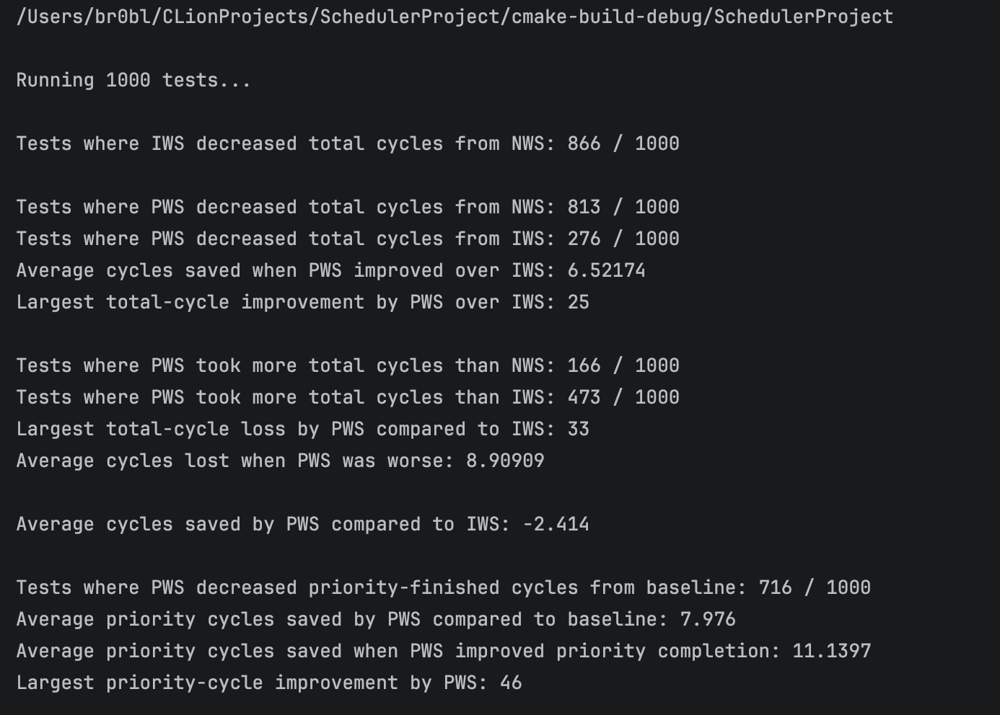 /Users/br0bl/CLionProjects/SchedulerProject/cmake-build-debug/SchedulerProject
Running 1000 tests...
Tests where IWS decreased total cycles from NWS: 866 / 1000
Tests where PWS decreased total cycles from NWS: 813 / 1000
Tests where PWS decreased total cycles from IWS: 276 / 1000
Average cycles saved when PWS improved over IWS: 6.52174
Largest total-cycle improvement by PWS over IWS: 25
Tests where PWS took more total cycles than NWS: 166 / 1000
Tests where PWS took more total cycles than IWS: 473 / 1000
Largest total-cycle loss by PWS compared to IWS: 33
Average cycles lost when PWS was worse: 8.90909
Average cycles saved by PWS compared to IWS: -2.414
Tests where PWS decreased priority-finished cycles from baseline: 716 / 1000
Average priority cycles saved by PWS compared to baseline: 7.976
Average priority cycles saved when PWS improved priority completion: 11.1397
Largest priority-cycle improvement by PWS: 46